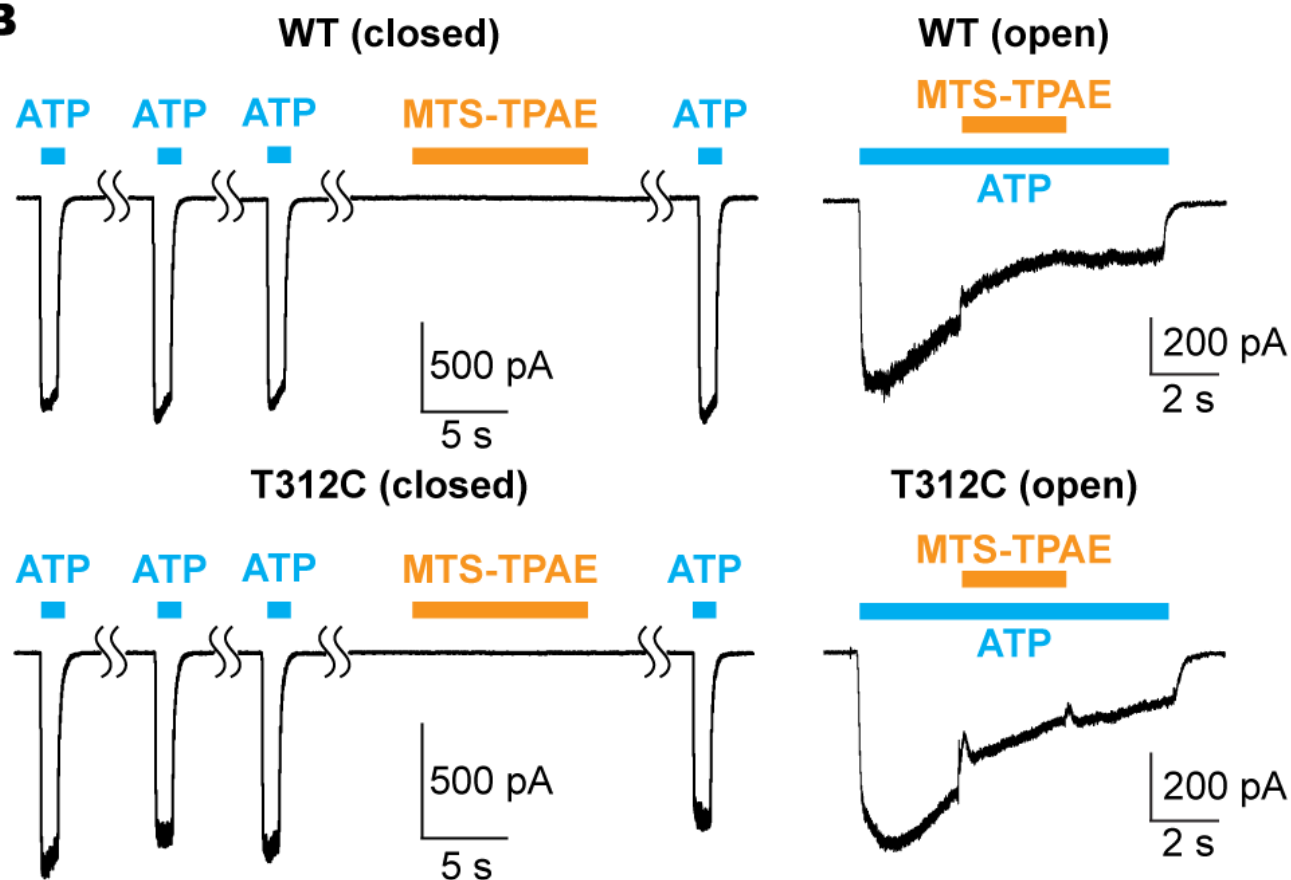 B
WT (closed)
ATP ATP ATP MTS-TPAE ATP
500 pA
5 s
WT (open)
MTS-TPAE
ATP
200 pA
2 s
T312C (closed)
ATP ATP ATP MTS-TPAE ATP
500 pA
5 s
T312C (open)
MTS-TPAE
ATP
200 pA
2 s